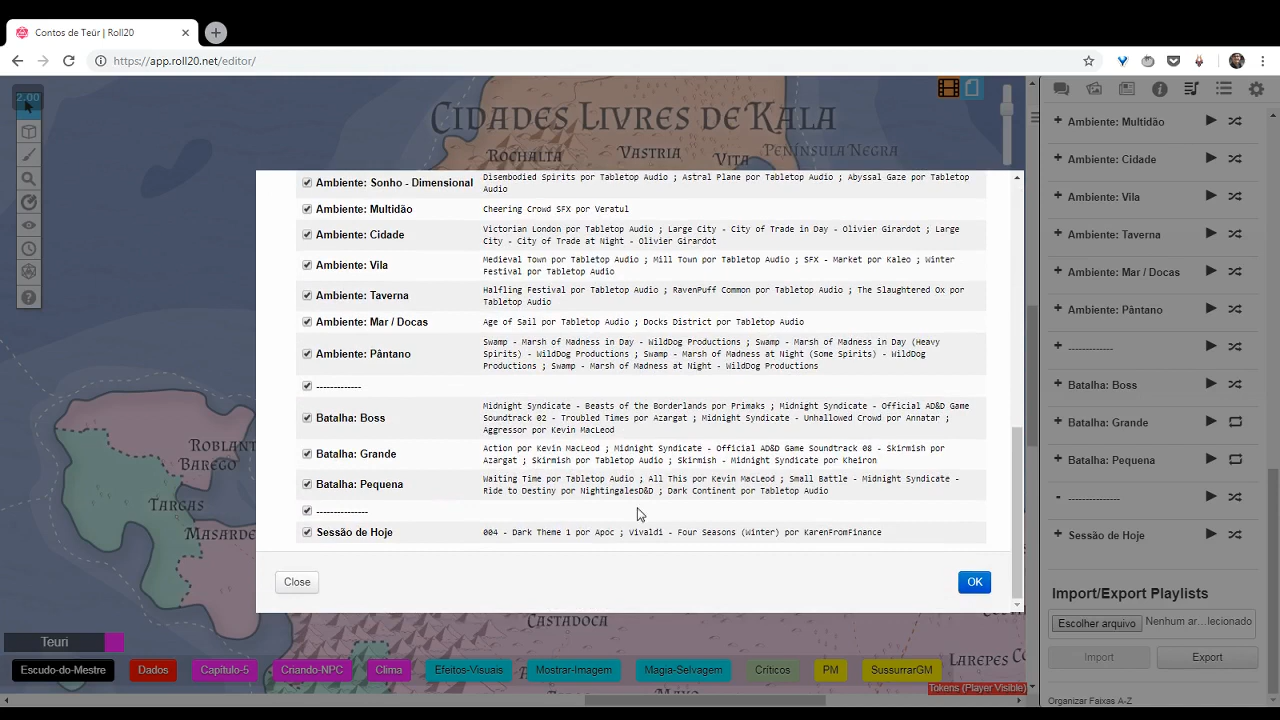 Contos de Teúr | Roll20
https://app.roll20.net/editor/
2.00
CIDADES LIVRES DE KALA
ROCHALTA
VASTRIA
VITA
PENÍNSULA NEGRA
Ambiente: Sonho - Dimensional
Disembodied Spirits por Tabletop Audio ; Astral Plane por Tabletop Audio ; Abyssal Gaze por Tabletop
Audio
Ambiente: Multidão
Cheering Crowd SFX por Veratul
Ambiente: Cidade
Victorian London por Tabletop Audio ; Large City - City of Trade in Day - Olivier Girardot ; Large
City - City of Trade at Night - Olivier Girardot
Ambiente: Vila
Medieval Town por Tabletop Audio ; Mill Town por Tabletop Audio ; SFX - Market por Kaleo ; Winter
Festival por Tabletop Audio
Ambiente: Taverna
Halfling Festival por Tabletop Audio ; RavenPuff Common por Tabletop Audio ; The Slaughtered Ox por
Tabletop Audio
Ambiente: Mar / Docas
Age of Sail por Tabletop Audio ; Docks District por Tabletop Audio
Ambiente: Pântano
Swamp - Marsh of Madness in Day - WildDog Productions ; Swamp - Marsh of Madness in Day (Heavy
Spirits) - WildDog Productions ; Swamp - Marsh of Madness at Night (Some Spirits) - WildDog
Productions ; Swamp - Marsh of Madness at Night - WildDog Productions
-------------
Batalha: Boss
Midnight Syndicate - Beasts of the Borderlands por Primaks ; Midnight Syndicate - Official AD&D Game
Soundtrack 02 - Troubled Times por Azargat ; Midnight Syndicate - Unhallowed Crowd por Annatar ;
Aggressor por Kevin MacLeod
Batalha: Grande
Action por Kevin MacLeod ; Midnight Syndicate - Official AD&D Game Soundtrack 08 - Skirmish por
Azargat ; Skirmish por Tabletop Audio ; Skirmish - Midnight Syndicate por Kheiron
Batalha: Pequena
Waiting Time por Tabletop Audio ; All This por Kevin MacLeod ; Small Battle - Midnight Syndicate -
Ride to Destiny por NightingalesD&D ; Dark Continent por Tabletop Audio
---------------
Sessão de Hoje
004 - Dark Theme 1 por Apoc ; Vivaldi - Four Seasons (Winter) por KarenFromFinance
Close
OK
BAREGO
TARGAS
CASTADOCA
Teuri
Escudo-do-Mestre
Dados
Capítulo-5
Criando-NPC
Clima
Efeitos-Visuais
Mostrar-Imagem
Magia-Selvagem
Críticos
PM
SussurrarGM
Tokens (Player Visible)
Ambiente: Multidão
Ambiente: Cidade
Ambiente: Vila
Ambiente: Taverna
Ambiente: Mar / Docas
Ambiente: Pântano
-------------
Batalha: Boss
Batalha: Grande
Batalha: Pequena
---------------
Sessão de Hoje
Import/Export Playlists
Escolher arquivo
Nenhum ar...lecionado
Import
Export
Organizar Faixas A-Z